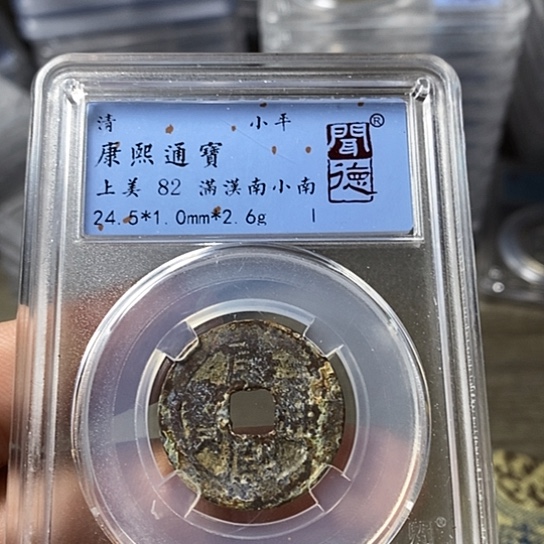 清 小平
康熙通寶
上美 82 滿漢南小南
24.5*1.0mm*2.6g
聞德®